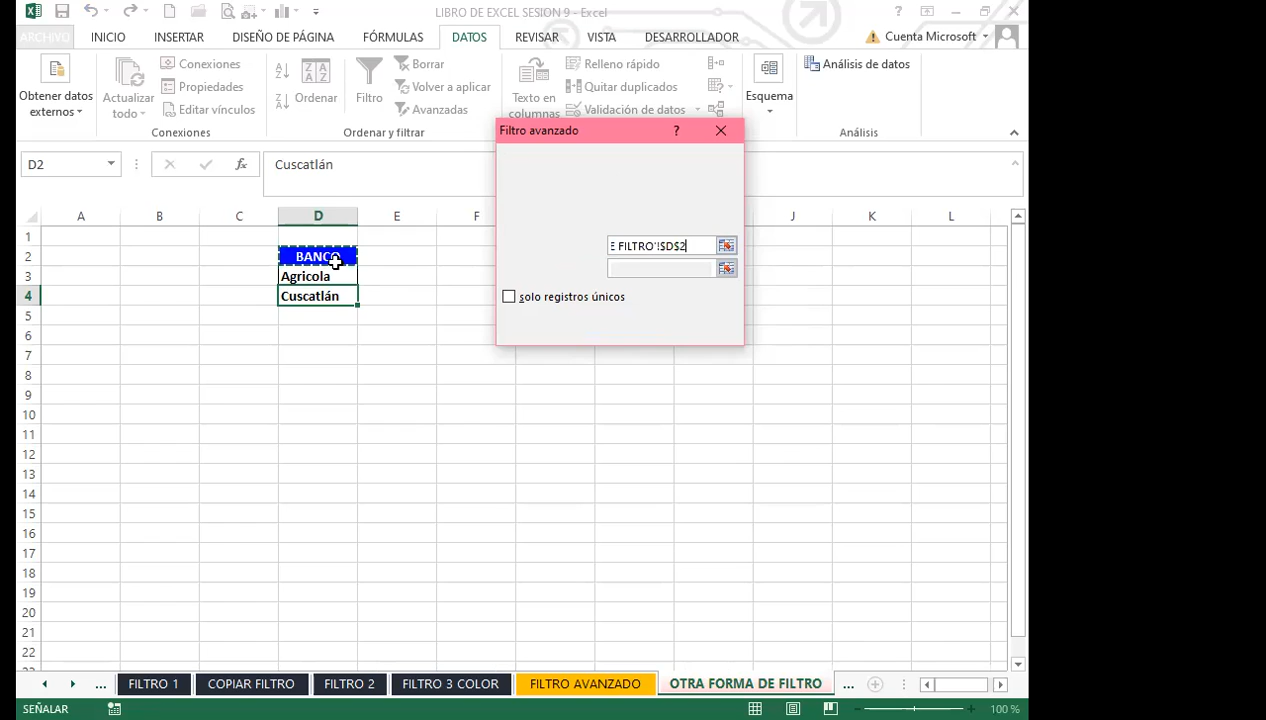 LIBRO DE EXCEL SESION 9 - Excel
ARCHIVO INICIO INSERTAR DISEÑO DE PÁGINA FÓRMULAS DATOS REVISAR VISTA DESARROLLADOR Cuenta Microsoft
Obtener datos externos
Actualizar todo
Conexiones
Propiedades
Editar vínculos
Conexiones
Ordenar
Filtro
Borrar
Volver a aplicar
Avanzadas
Ordenar y filtrar
Texto en columnas
Relleno rápido
Quitar duplicados
Validación de datos
Esquema
Análisis de datos
Análisis
D2 fx Cuscatlán
Filtro avanzado ?
E FILTRO'!$D$2
solo registros únicos
A B C D E F J K L
1
2 BANCO
3 Agricola
4 Cuscatlán
5
6
7
8
9
10
11
12
13
14
15
16
17
18
19
20
21
22
... FILTRO 1 COPIAR FILTRO FILTRO 2 FILTRO 3 COLOR FILTRO AVANZADO OTRA FORMA DE FILTRO ...
SEÑALAR 100 %